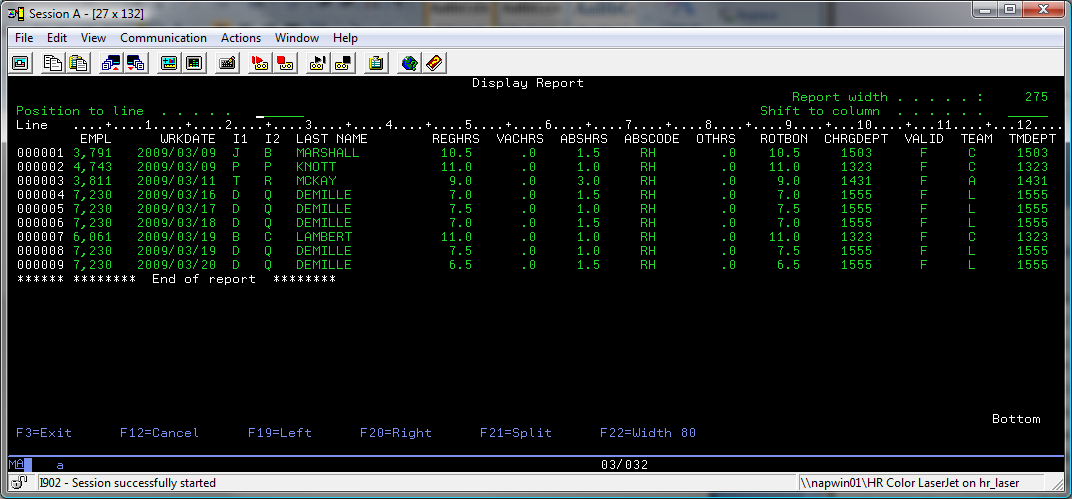 Session A - [27 x 132]
File Edit View Communication Actions Window Help
Display Report
Report width . . . . . : 275
Position to line . . . . . Shift to column . . . . . .
Line ....+....1....+....2....+....3....+....4....+....5....+....6....+....7....+....8....+....9....+...10....+...11....+...12....
EMPL WRKDATE I1 I2 LAST NAME REGHRS VACHRS ABSHRS ABSCODE OTHRS ROTBON CHRGDEPT VALID TEAM TMDEPT
000001 3,791 2009/03/09 J B MARSHALL 10.5 .0 1.5 RH .0 10.5 1503 F C 1503
000002 4,743 2009/03/09 P P KNOTT 11.0 .0 1.0 RH .0 11.0 1323 F C 1323
000003 3,811 2009/03/11 T R MCKAY 9.0 .0 3.0 RH .0 9.0 1431 F A 1431
000004 7,230 2009/03/16 D Q DEMILLE 7.0 .0 1.0 RH .0 7.0 1555 F L 1555
000005 7,230 2009/03/17 D Q DEMILLE 7.5 .0 1.5 RH .0 7.5 1555 F L 1555
000006 7,230 2009/03/18 D Q DEMILLE 7.0 .0 1.0 RH .0 7.0 1555 F L 1555
000007 6,061 2009/03/19 B C LAMBERT 11.0 .0 1.0 RH .0 11.0 1323 F C 1323
000008 7,230 2009/03/19 D Q DEMILLE 7.5 .0 1.5 RH .0 7.5 1555 F L 1555
000009 7,230 2009/03/20 D Q DEMILLE 6.5 .0 1.5 RH .0 6.5 1555 F L 1555
****** ******** End of report ********
Bottom
F3=Exit F12=Cancel F19=Left F20=Right F21=Split F22=Width 80
MA a 03/032
I902 - Session successfully started \\napwin01\HR Color LaserJet on hr_laser